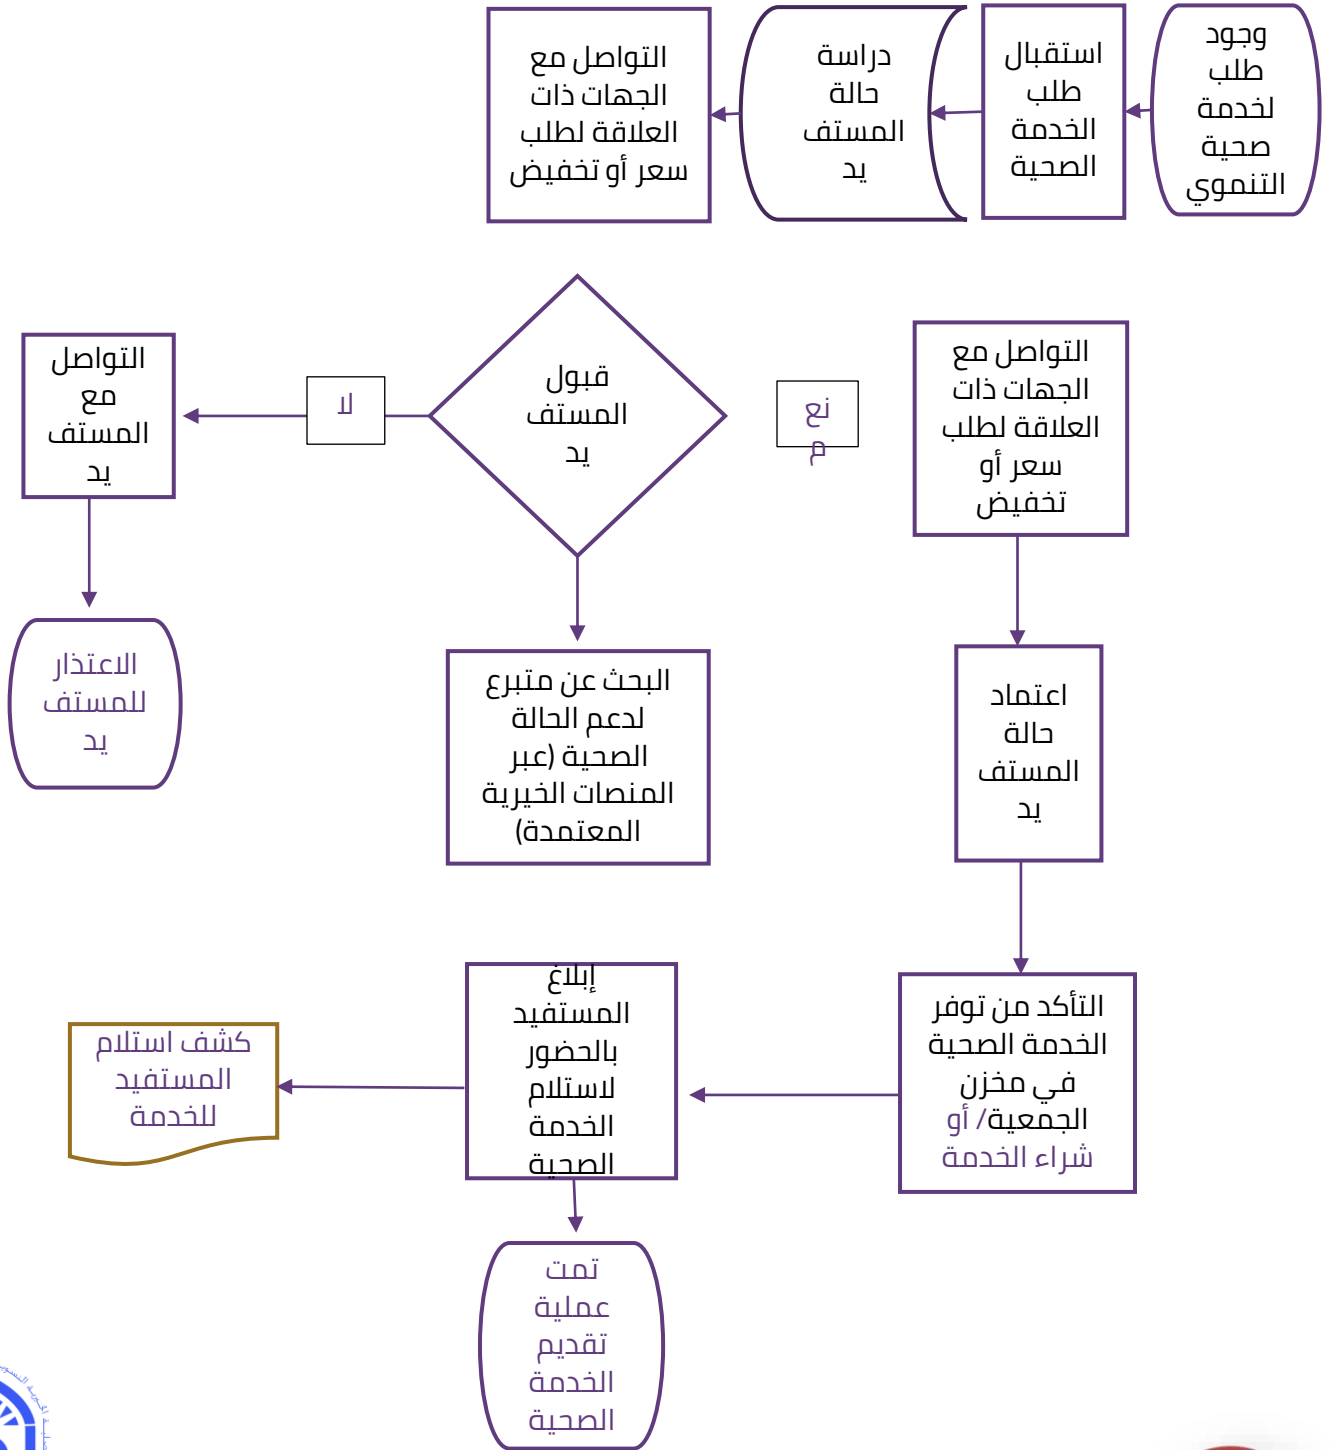 وجود
طلب
لخدمة
صحية
التنموي
استقبال
طلب
الخدمة
الصحية
دراسة
حالة
المستف
يد
التواصل مع
الجهات ذات
العلاقة لطلب
سعر أو تخفيض
التواصل مع
الجهات ذات
العلاقة لطلب
سعر أو
تخفيض
نع
م
قبول
المستف
يد
لا
التواصل
مع
المستف
يد
الاعتذار
للمستف
يد
البحث عن متبرع
لدعم الحالة
الصحية (عبر
المنصات الخيرية
المعتمدة)
اعتماد
حالة
المستف
يد
التأكد من توفر
الخدمة الصحية
في مخزن
الجمعية/ أو
شراء الخدمة
إبلاغ
المستفيد
بالحضور
لاستلام
الخدمة
الصحية
كشف استلام
المستفيد
للخدمة
تمت
عملية
تقديم
الخدمة
الصحية